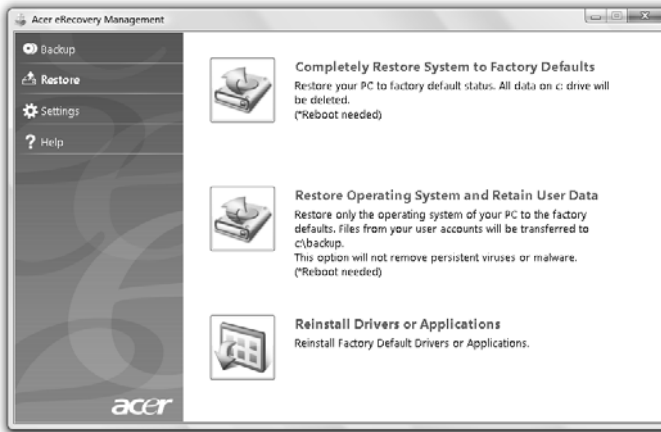 Acer eRecovery Management
Backup
Restore
Settings
Help
Completely Restore System to Factory Defaults
Restore your PC to factory default status. All data on c: drive will
be deleted.
(*Reboot needed)
Restore Operating System and Retain User Data
Restore only the operating system of your PC to the factory
defaults. Files from your user accounts will be transferred to
c:\backup.
This option will not remove persistent viruses or malware.
(*Reboot needed)
Reinstall Drivers or Applications
Reinstall Factory Default Drivers or Applications.
acer